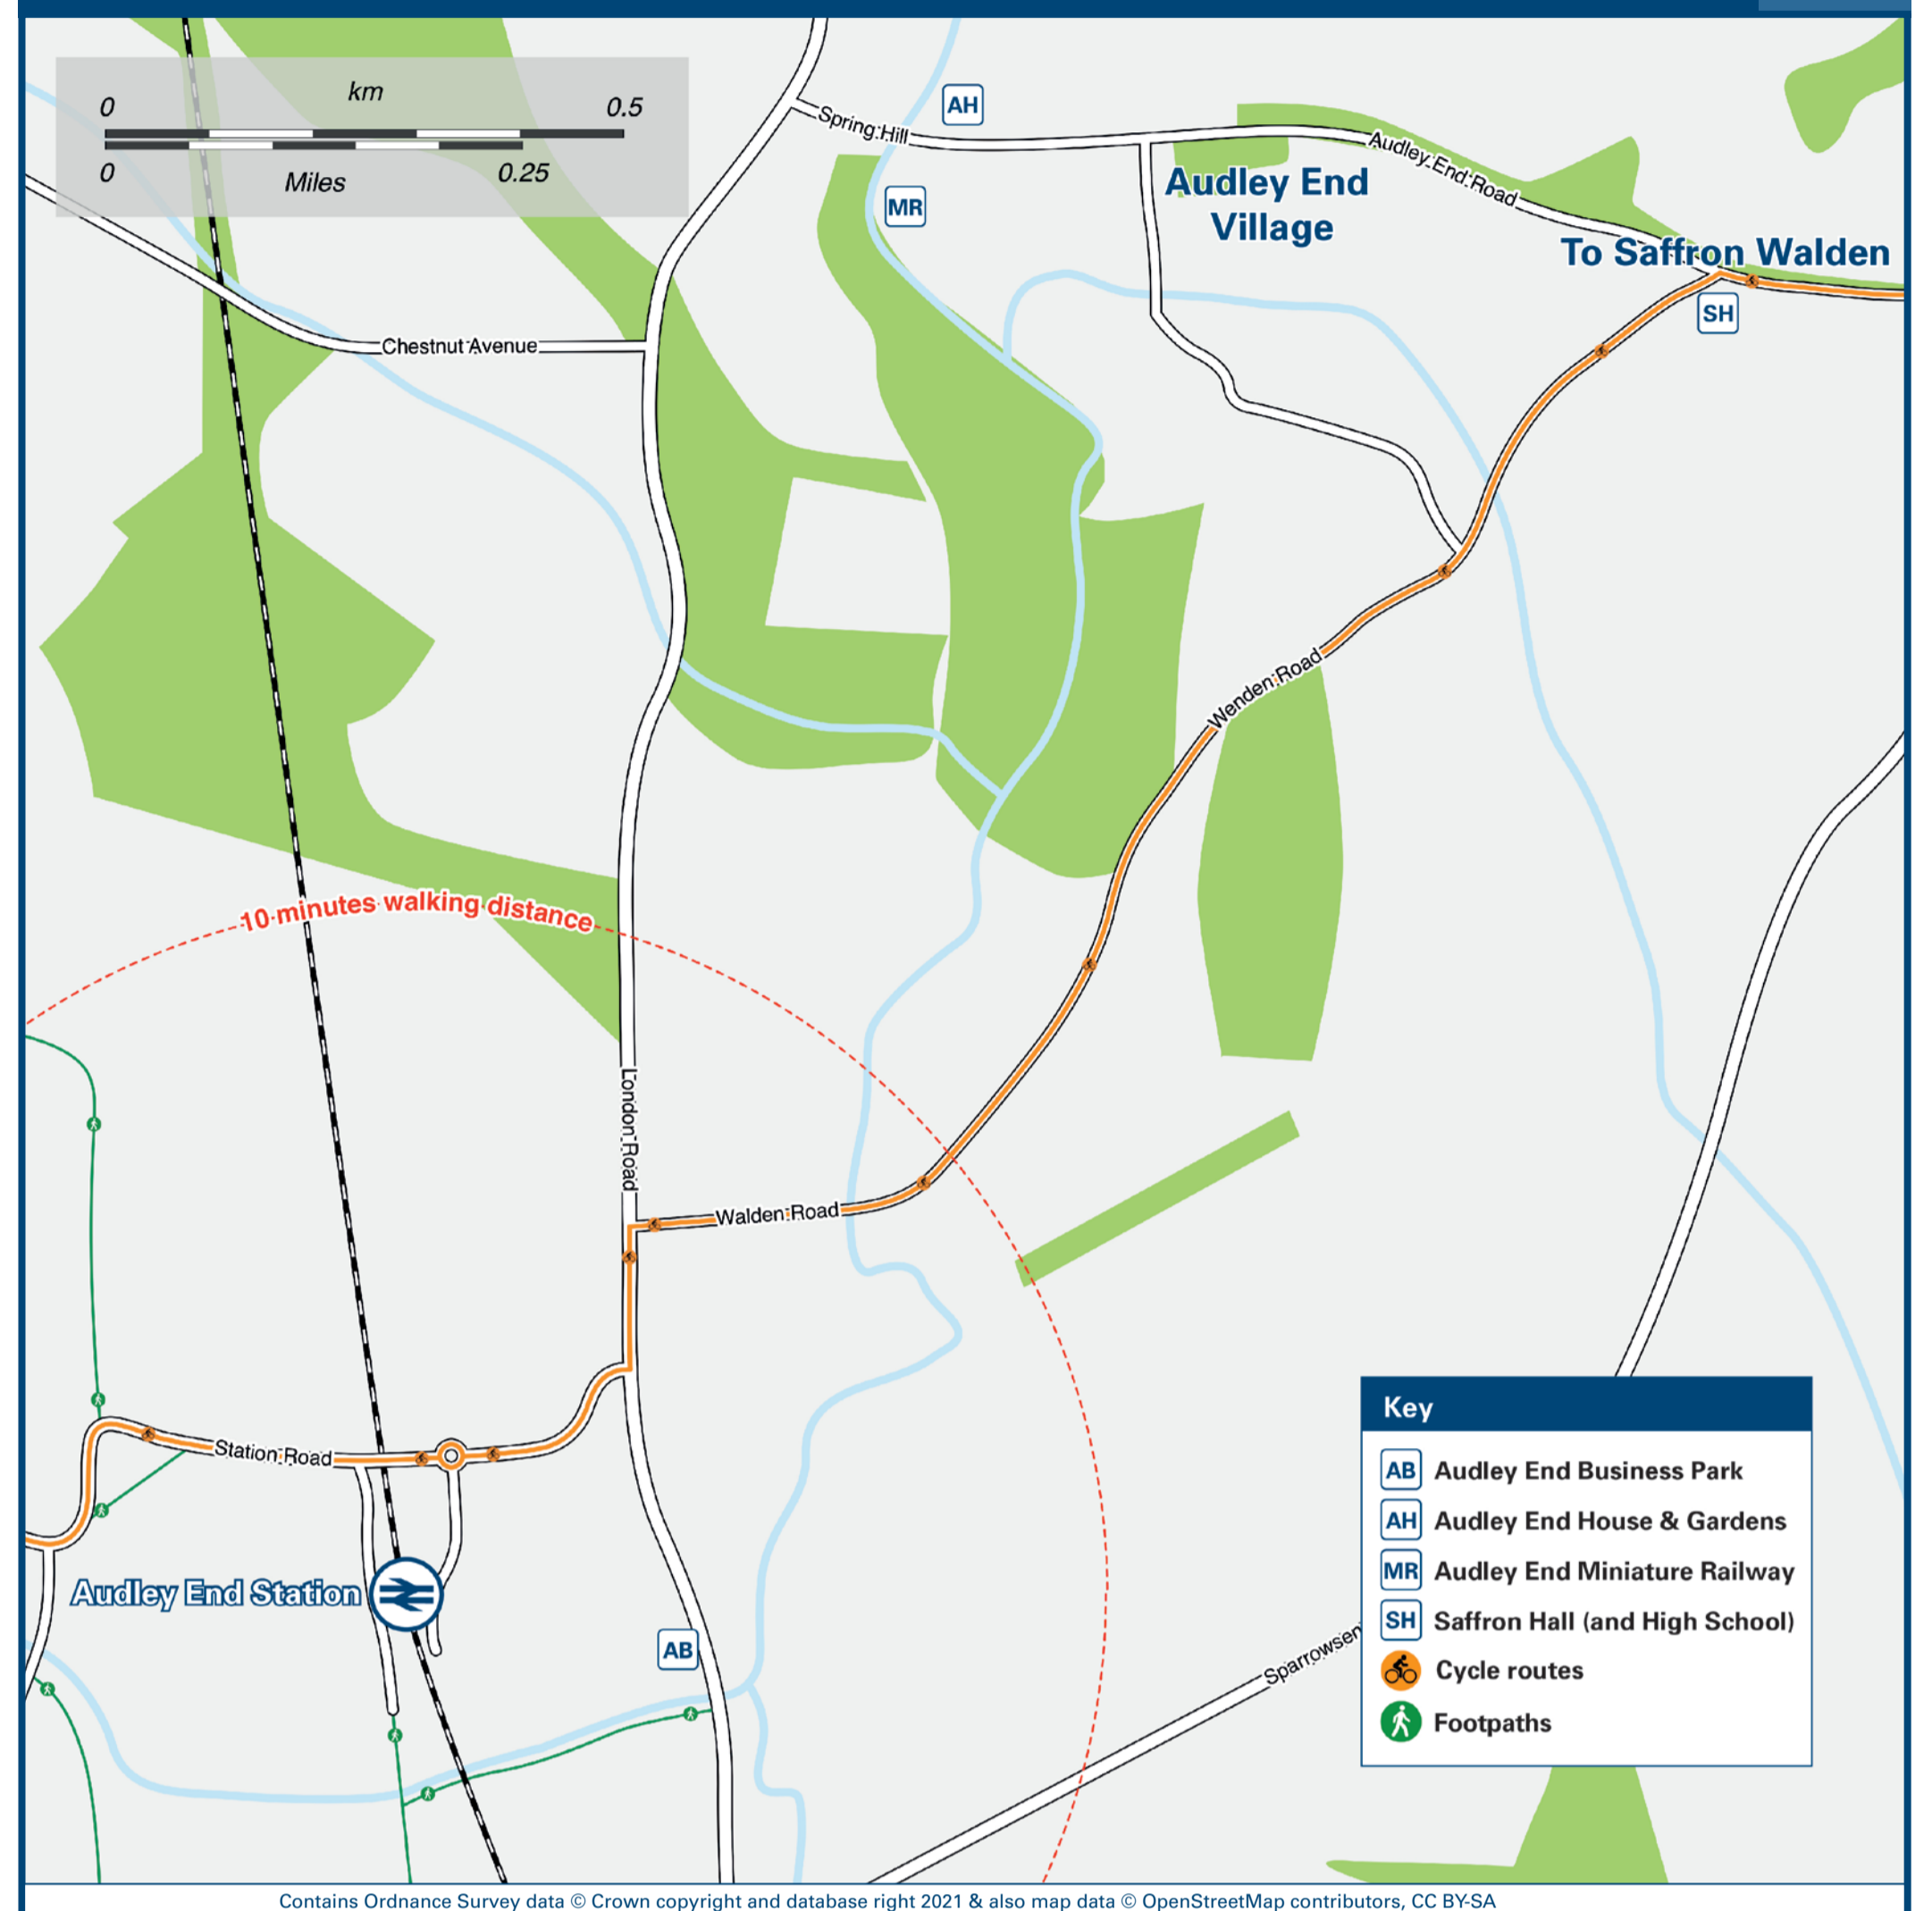 km
0
0.5
0
Miles
0.25
AH
Spring Hill
MR
Audley End Road
Audley End
Village
To Saffron Walden
SH
Chestnut Avenue
Wenden Road
10 minutes walking distance
London Road
Walden Road
Station Road
Audley End Station
AB
Sparrowsen
Key
AB Audley End Business Park
AH Audley End House & Gardens
MR Audley End Miniature Railway
SH Saffron Hall (and High School)
Cycle routes
Footpaths
Contains Ordnance Survey data © Crown copyright and database right 2021 & also map data © OpenStreetMap contributors, CC BY-SA